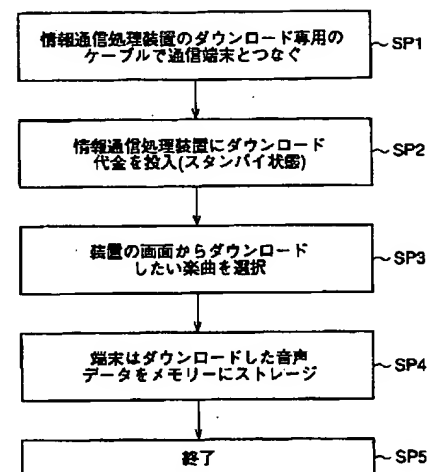 情報通信処理装置のダウンロード専用の
ケーブルで通信端末とつなぐ
SP1
情報通信処理装置にダウンロード
代金を投入(スタンバイ状態)
SP2
装置の画面からダウンロード
したい楽曲を選択
SP3
端末はダウンロードした音声
データをメモリーにストレージ
SP4
終了
SP5